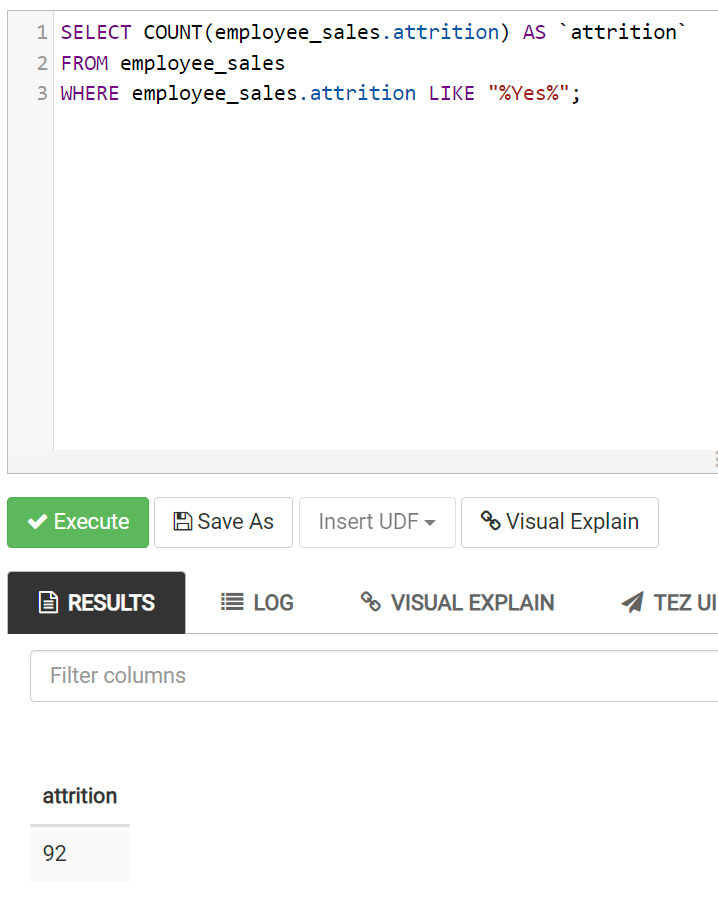 1 SELECT COUNT(employee_sales.attrition) AS `attrition`
2 FROM employee_sales
3 WHERE employee_sales.attrition LIKE "%Yes%";
Execute Save As Insert UDF Visual Explain
RESULTS LOG VISUAL EXPLAIN TEZ UI
Filter columns
attrition
92